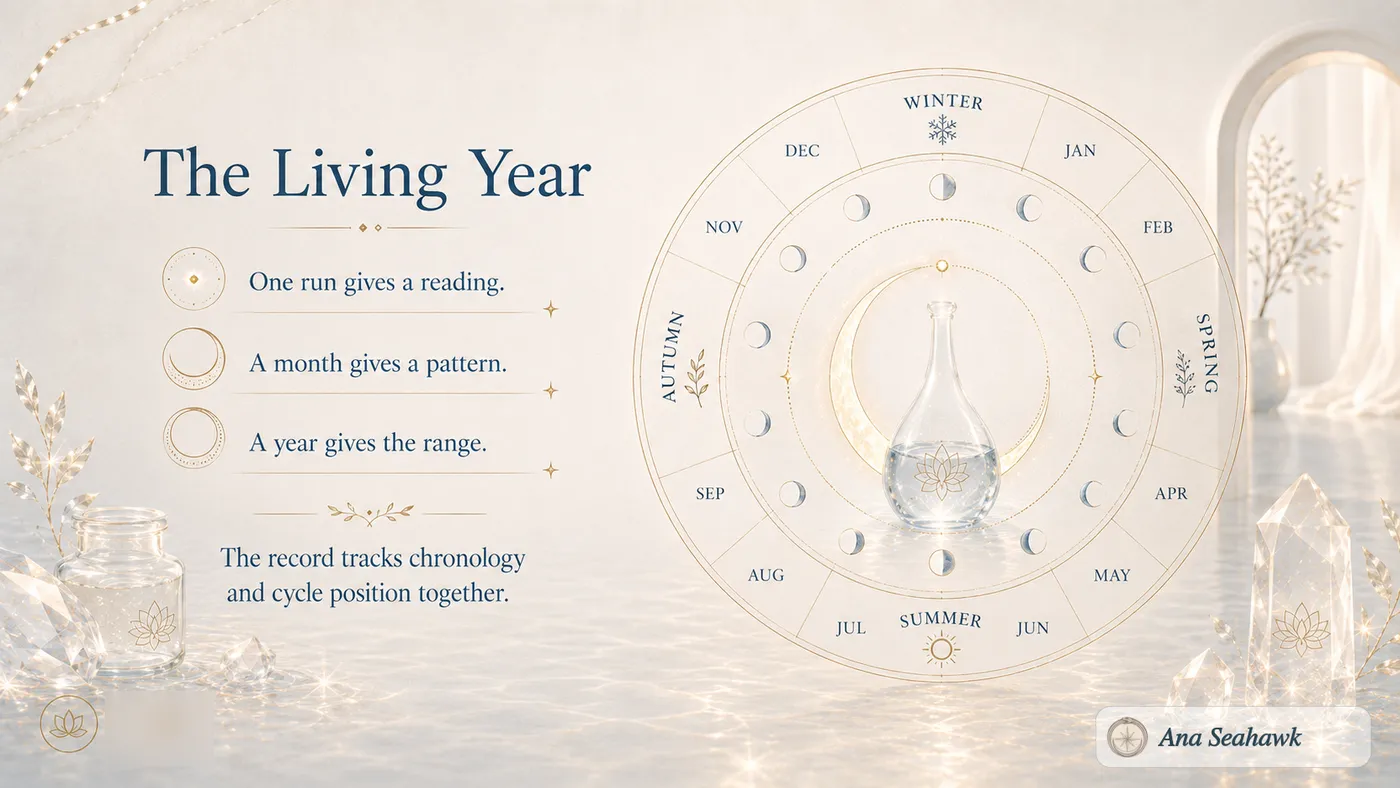 The Living Year
One run gives a reading.
A month gives a pattern.
A year gives the range.
The record tracks chronology
and cycle position together.
WINTER
JAN
FEB
SPRING
APR
MAY
JUN
SUMMER
JUL
AUG
SEP
AUTUMN
NOV
DEC
Ana Seahawk